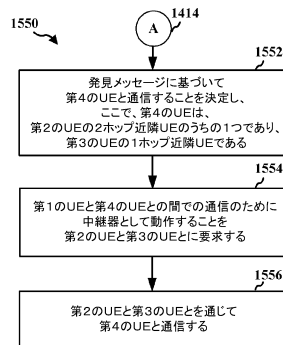 1550
A
1414
1552
発見メッセージに基づいて
第4のUEと通信することを決定し、
ここで、第4のUEは、
第2のUEの2ホップ近隣UEのうちの1つであり、
第3のUEの1ホップ近隣UEである
1554
第1のUEと第4のUEとの間での通信のために
中継器として動作することを
第2のUEと第3のUEとに要求する
1556
第2のUEと第3のUEとを通じて
第4のUEと通信する